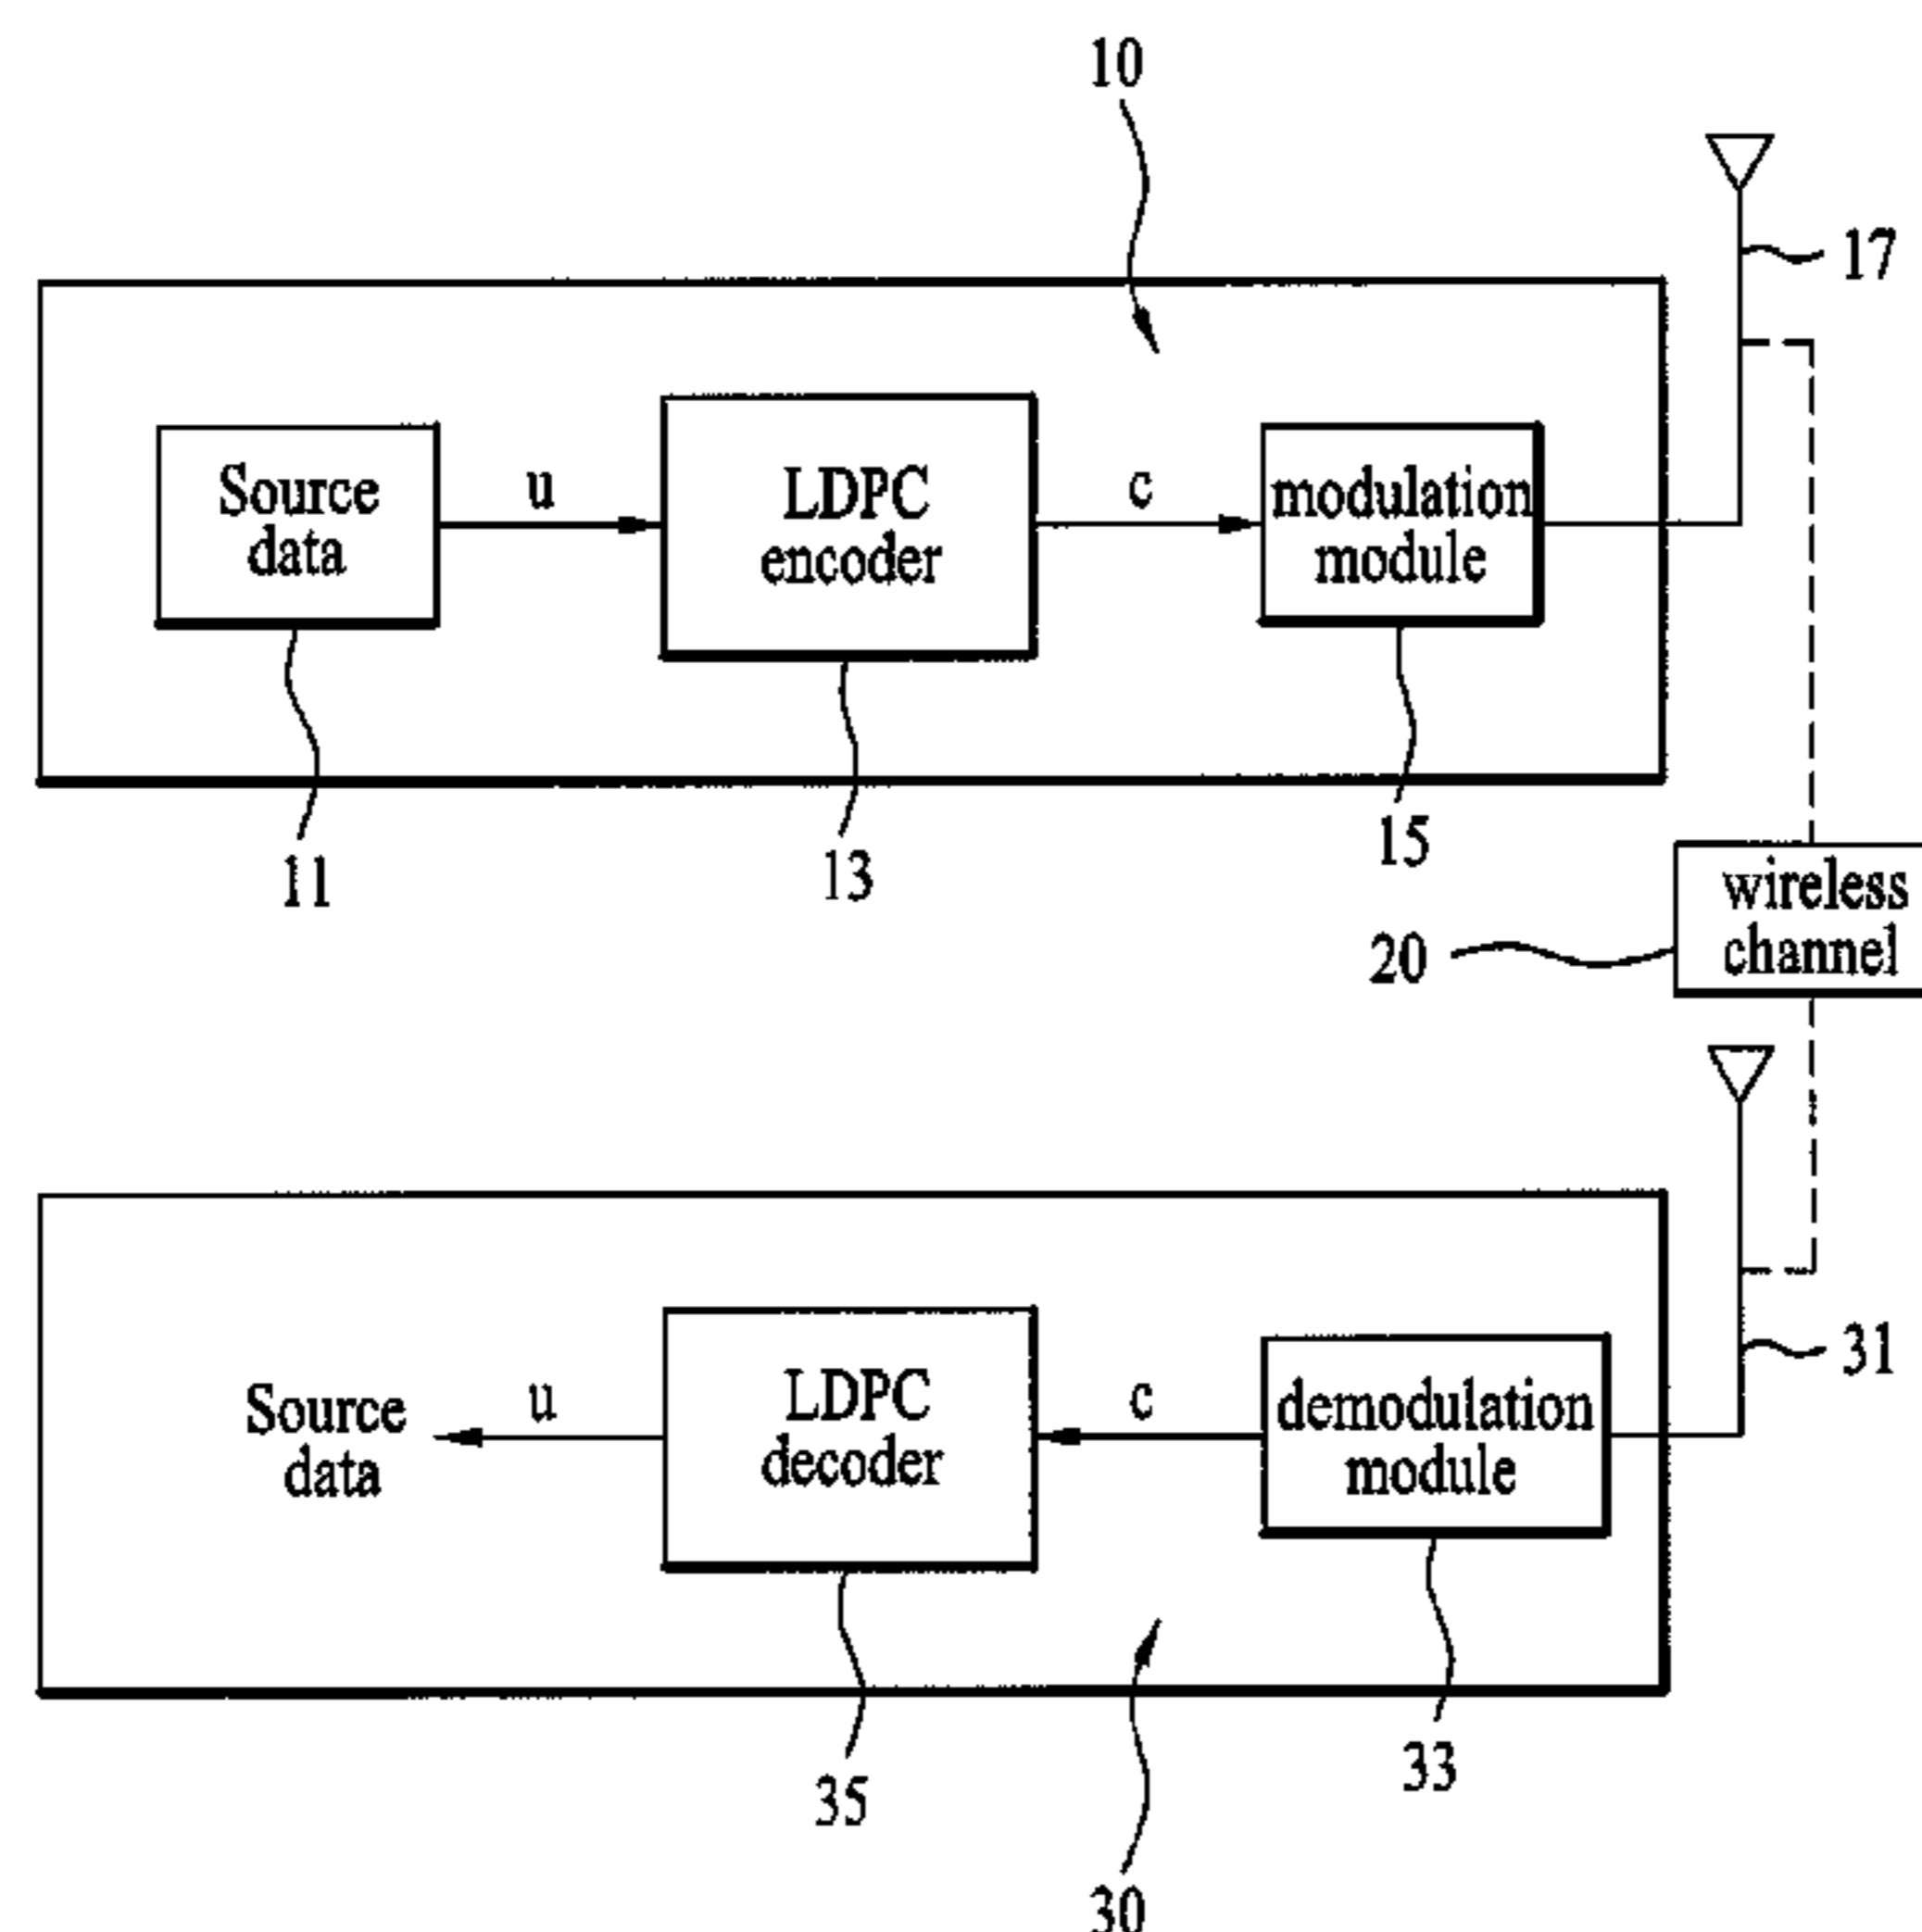 10
17
Source
data
u
LDPC
encoder
c
modulation
module
11
13
15
wireless
channel
20
31
Source
data
u
LDPC
decoder
c
demodulation
module
35
33
30